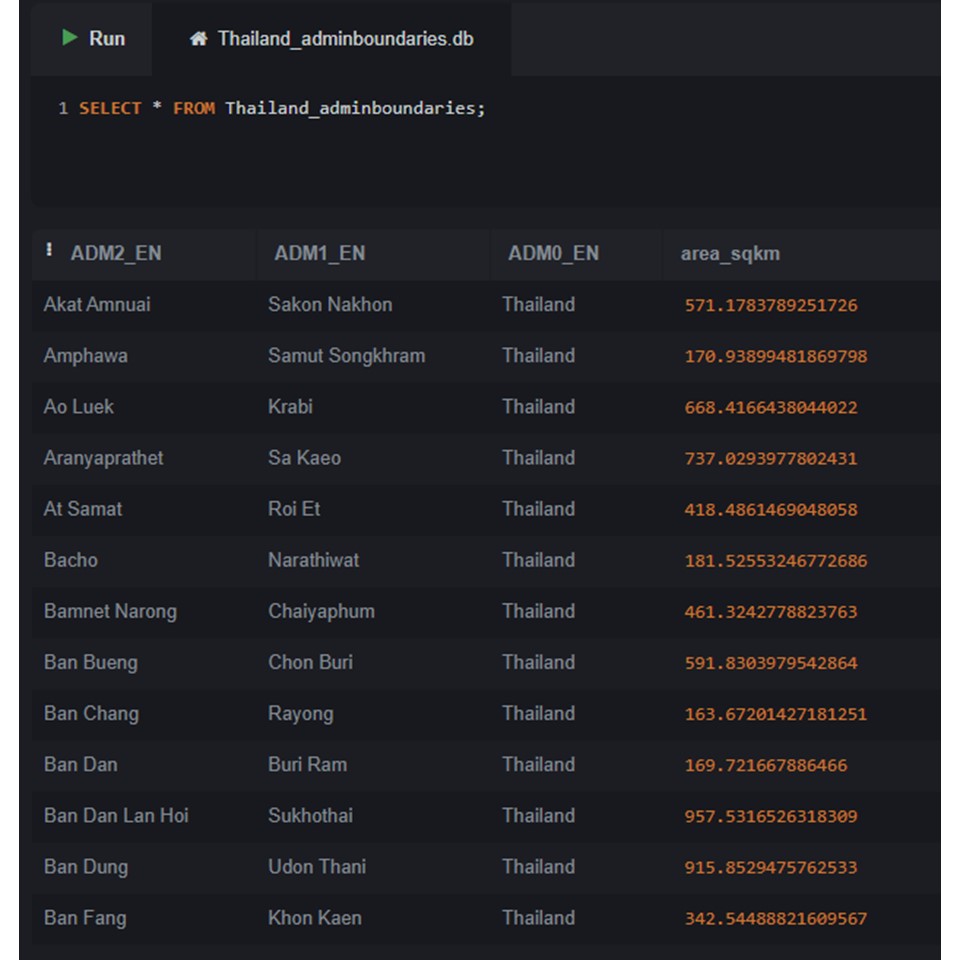 Run Thailand_adminboundaries.db
1 SELECT * FROM Thailand_adminboundaries;
ADM2_EN ADM1_EN ADM0_EN area_sqkm
Akat Amnuai Sakon Nakhon Thailand 571.1783789251726
Amphawa Samut Songkhram Thailand 170.93899481869798
Ao Luek Krabi Thailand 668.4166438044022
Aranyaprathet Sa Kaeo Thailand 737.0293977802431
At Samat Roi Et Thailand 418.4861469048058
Bacho Narathiwat Thailand 181.52553246772686
Bamnet Narong Chaiyaphum Thailand 461.3242778823763
Ban Bueng Chon Buri Thailand 591.8303979542864
Ban Chang Rayong Thailand 163.67201427181251
Ban Dan Buri Ram Thailand 169.721667886466
Ban Dan Lan Hoi Sukhothai Thailand 957.5316526318309
Ban Dung Udon Thani Thailand 915.8529475762533
Ban Fang Khon Kaen Thailand 342.54488821609567